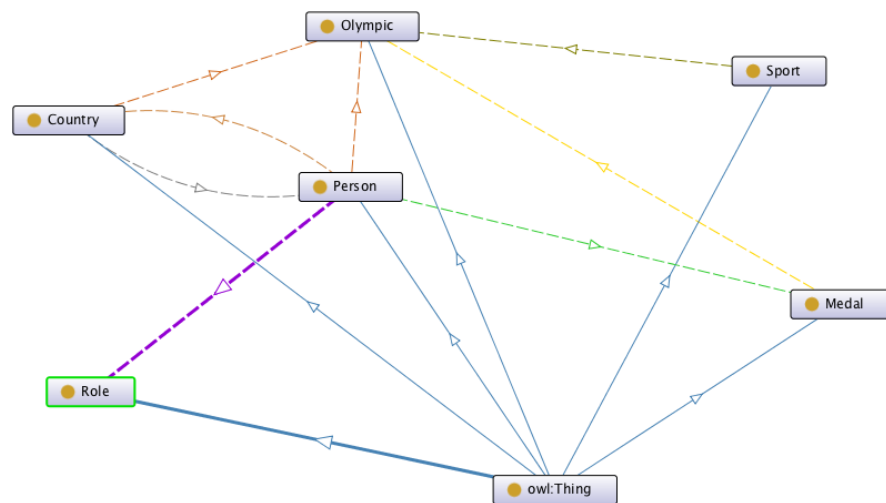 Olympic
Sport
Country
Person
Medal
Role
owl:Thing